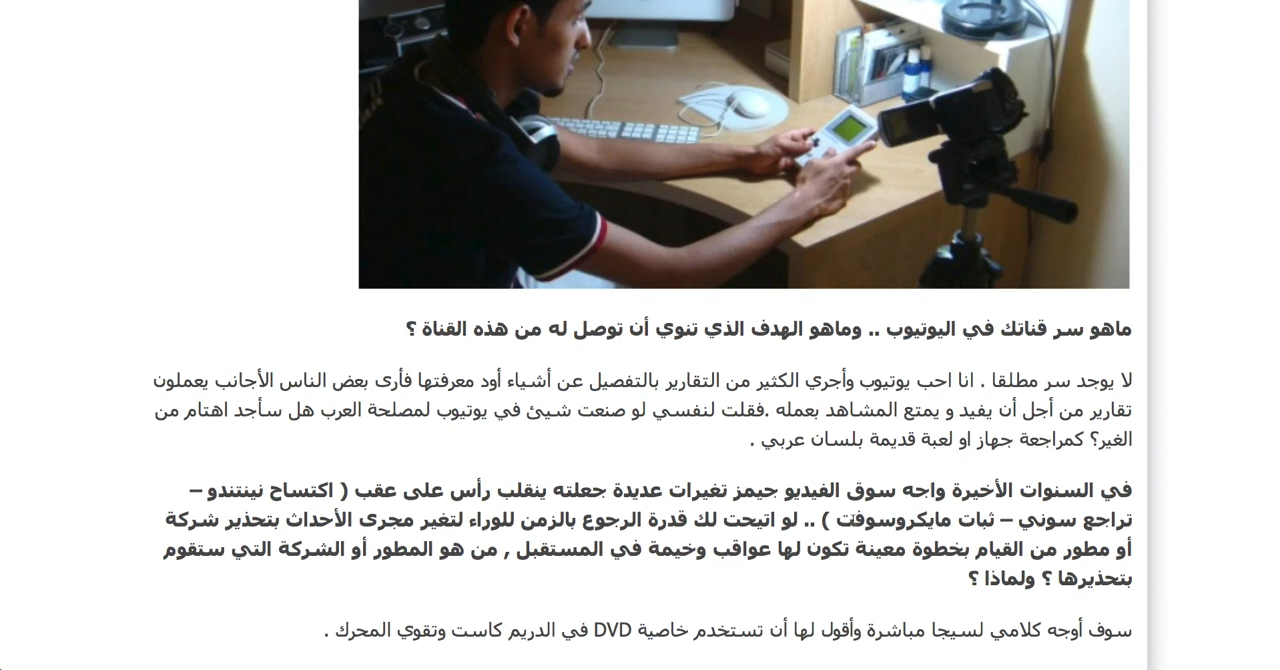 ماهو سر قناتك في اليوتيوب .. وماهو الهدف الذي تنوي أن توصل له من هذه القناة ؟
لا يوجد سر مطلقا . انا احب يوتيوب وأجري الكثير من التقارير بالتفصيل عن أشياء أود معرفتها فأرى بعض الناس الأجانب يعملون
تقارير من أجل أن يفيد و يمتع المشاهد بعمله .فقلت لنفسي لو صنعت شيئ في يوتيوب لمصلحة العرب هل سأجد اهتام من
الغير؟ كمراجعة جهاز او لعبة قديمة بلسان عربي .
في السنوات الأخيرة واجه سوق الفيديو جيمز تغيرات عديدة جعلته ينقلب رأس على عقب ( اكتساح نينتندو –
تراجع سوني – ثبات مايكروسوفت ) .. لو اتيحت لك قدرة الرجوع بالزمن للوراء لتغير مجرى الأحداث بتحذير شركة
أو مطور من القيام بخطوة معينة تكون لها عواقب وخيمة في المستقبل , من هو المطور أو الشركة التي ستقوم
بتحذيرها ؟ ولماذا ؟
سوف أوجه كلامي لسيجا مباشرة وأقول لها أن تستخدم خاصية DVD في الدريم كاست وتقوي المحرك .